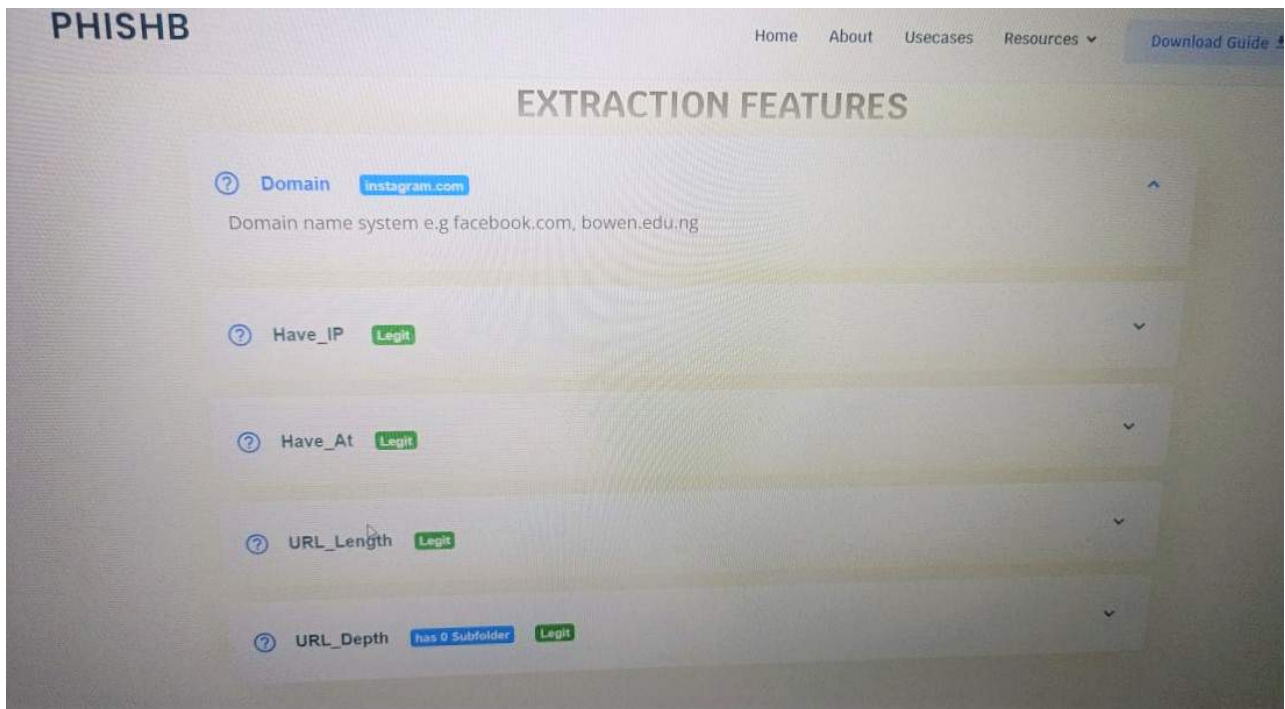 PHISHB
Home About Usecases Resources Download Guide
EXTRACTION FEATURES
Domain instagram.com
Domain name system e.g facebook.com, bowen.edu.ng
Have_IP Legit
Have_At Legit
URL_Length Legit
URL_Depth has 0 Subfolder Legit